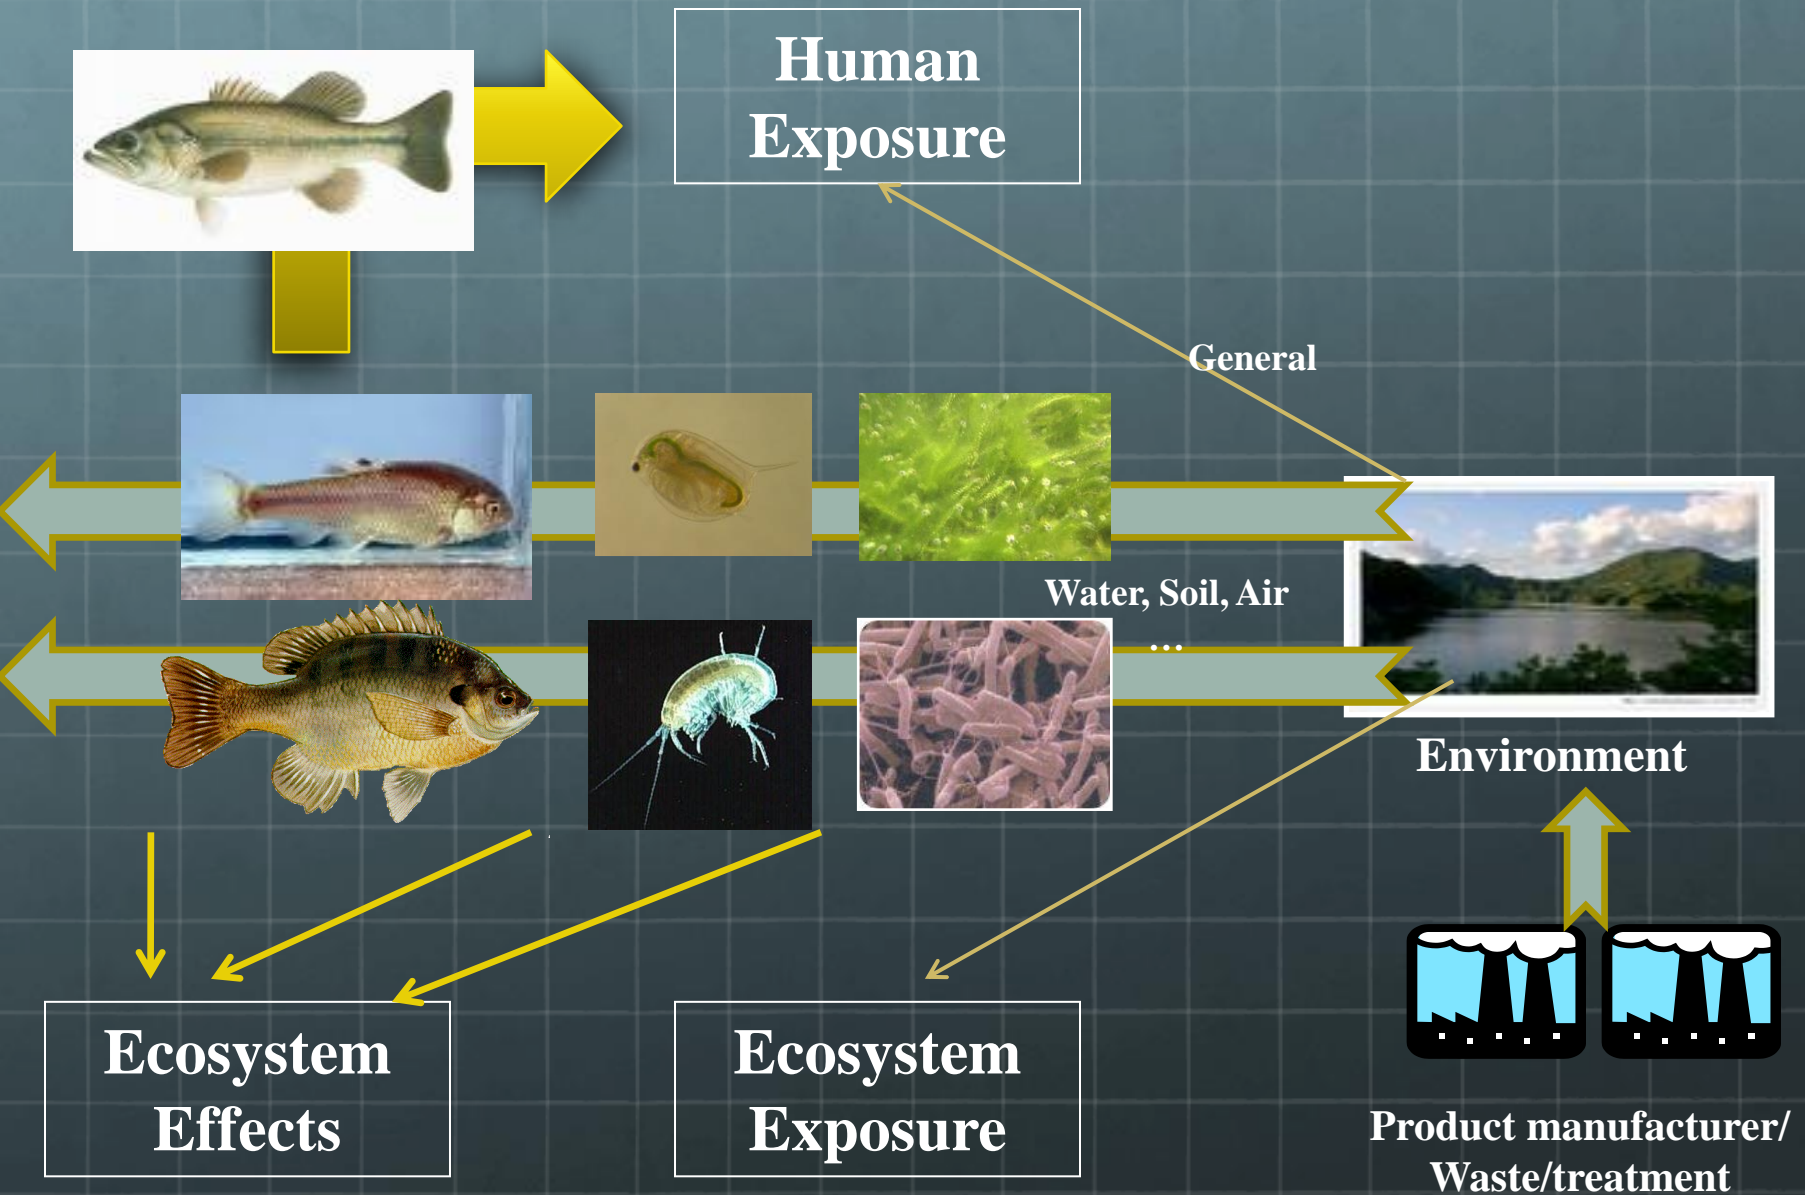 Human
Exposure
General
Water, Soil, Air
...
Environment
Ecosystem
Effects
Ecosystem
Exposure
Product manufacturer/
Waste/treatment